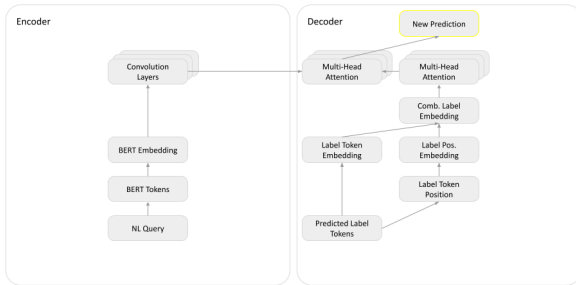 Encoder
Convolution
Layers
BERT Embedding
BERT Tokens
NL Query
Decoder
New Prediction
Multi-Head
Attention
Multi-Head
Attention
Comb. Label
Embedding
Label Token
Embedding
Label Pos.
Embedding
Label Token
Position
Predicted Label
Tokens